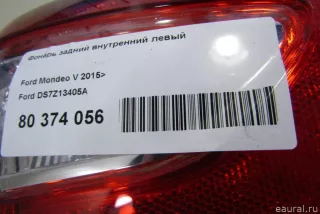 Фонарь задний внутренний левый
Ford Mondeo V 2015>
Ford DS7Z13405A
80 374 056
eaural.ru©